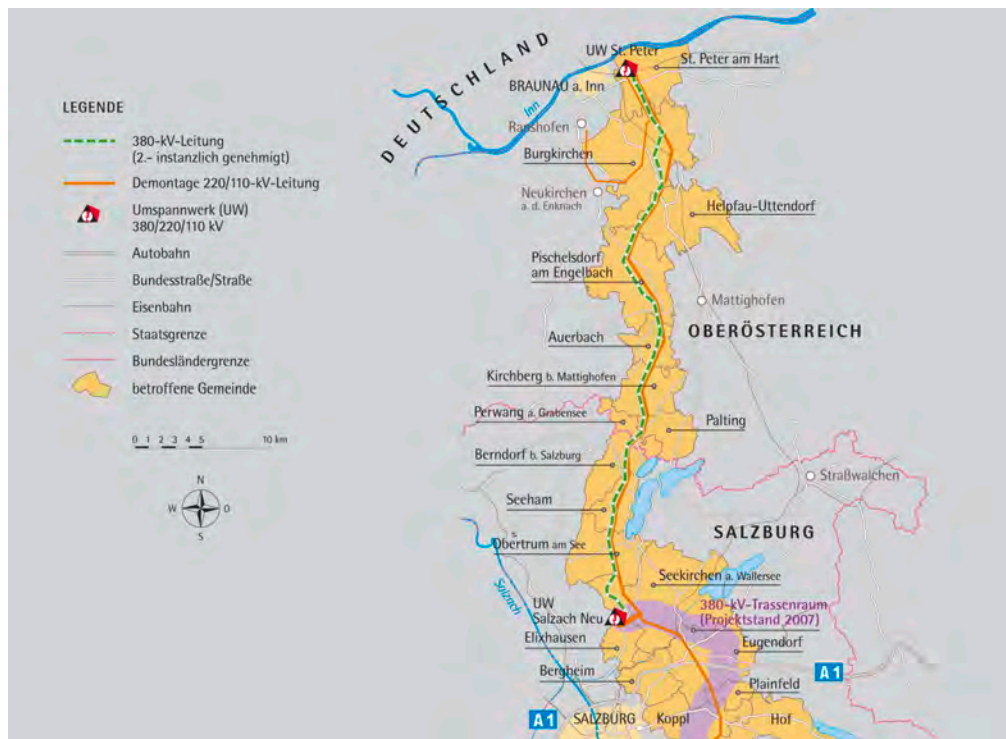 LEGENDE
380-kV-Leitung
(2.- instanzlich genehmigt)
Demontage 220/110-kV-Leitung
Umspannwerk (UW)
380/220/110 kV
Autobahn
Bundesstraße/Straße
Eisenbahn
Staatsgrenze
Bundesländergrenze
betroffene Gemeinde
0 1 2 3 4 5 10 km
N
W O
S
DEUTSCHLAND
Inn
UW St. Peter
St. Peter am Hart
BRAUNAU a. Inn
Ranshofen
Burgkirchen
Neukirchen
a. d. Enknach
Helpfau-Uttendorf
Pischelsdorf
am Engelbach
Mattighofen
OBERÖSTERREICH
Auerbach
Kirchberg b. Mattighofen
Perwang a. Grabensee
Palting
Berndorf b. Salzburg
Straßwalchen
Seeham
SALZBURG
Obertrum am See
Seekirchen a. Wallersee
Salzach
UW
Salzach Neu
380-kV-Trassenraum
(Projektstand 2007)
Elixhausen
Eugendorf
Bergheim
A1
Plainfeld
A1
SALZBURG
Koppl
Hof